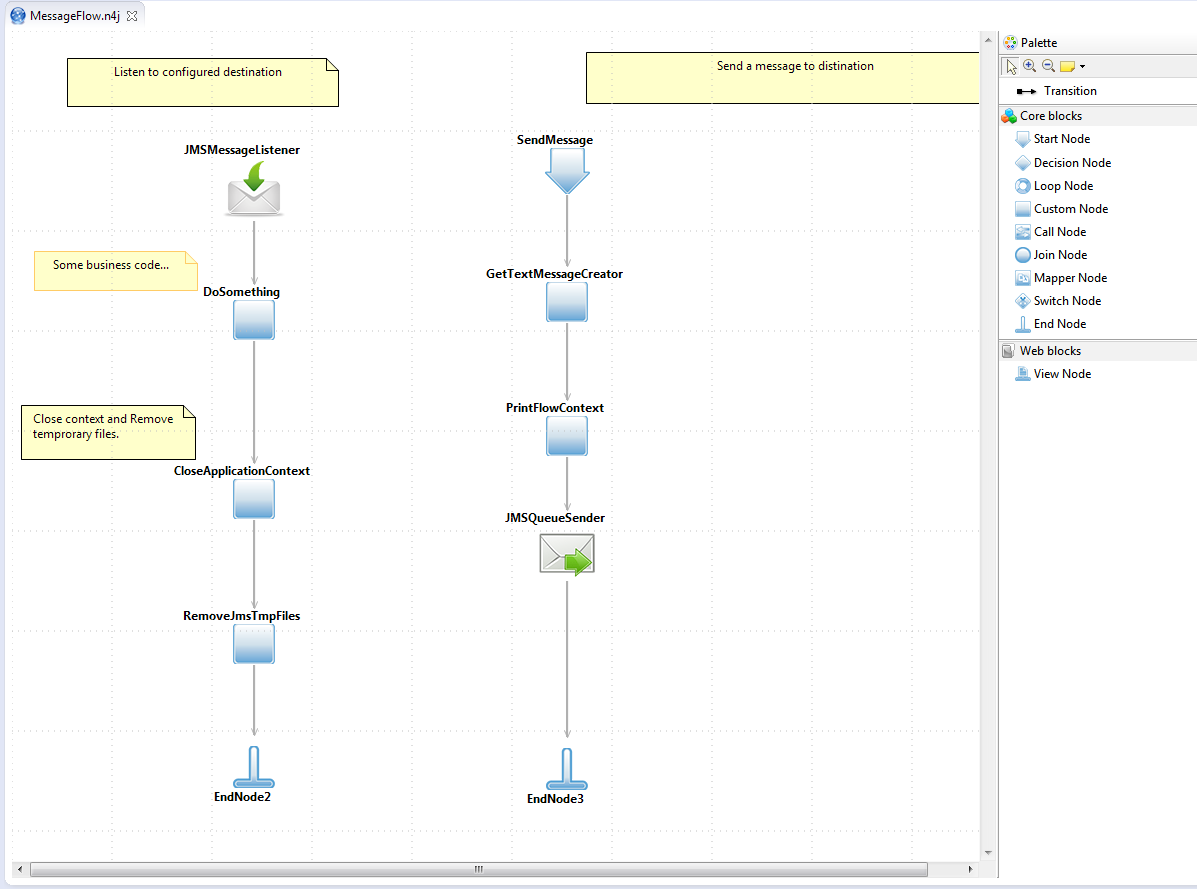 MessageFlow.n4j
Listen to configured destination
Send a message to distination
JMSMessageListener
SendMessage
Some business code...
GetTextMessageCreator
DoSomething
PrintFlowContext
Close context and Remove
temprorary files.
CloseApplicationContext
JMSQueueSender
RemoveJmsTmpFiles
EndNode2
EndNode3
Palette
Transition
Core blocks
Start Node
Decision Node
Loop Node
Custom Node
Call Node
Join Node
Mapper Node
Switch Node
End Node
Web blocks
View Node